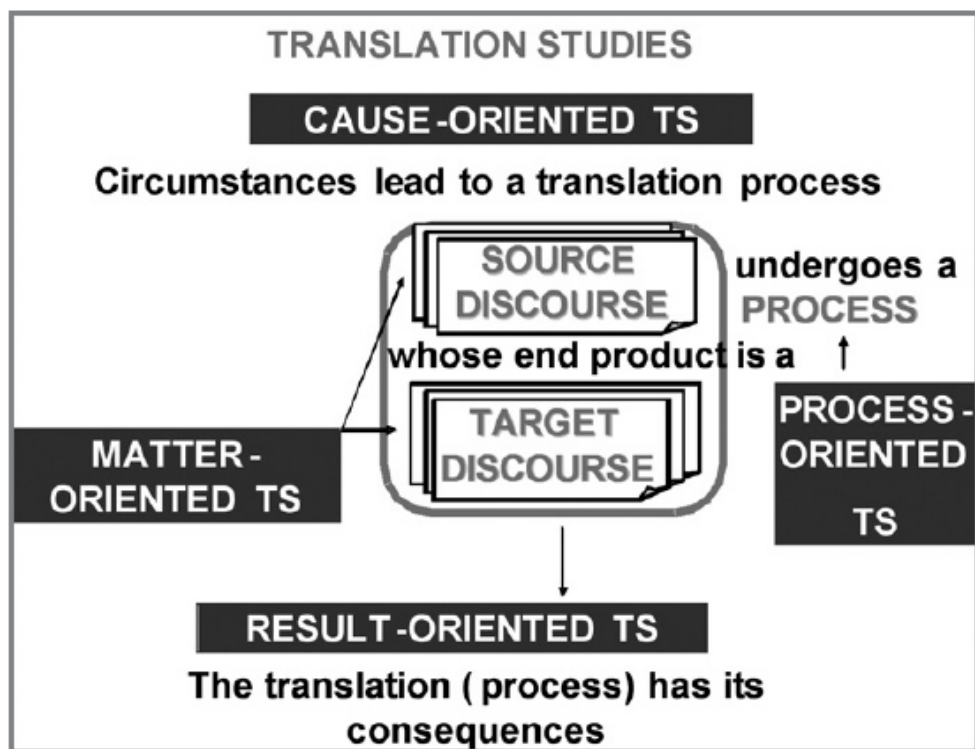 TRANSLATION STUDIES
CAUSE-ORIENTED TS
Circumstances lead to a translation process
SOURCE
DISCOURSE
undergoes a
PROCESS
whose end product is a
TARGET
DISCOURSE
MATTER-
ORIENTED TS
PROCESS-
ORIENTED
TS
RESULT-ORIENTED TS
The translation (process) has its
consequences